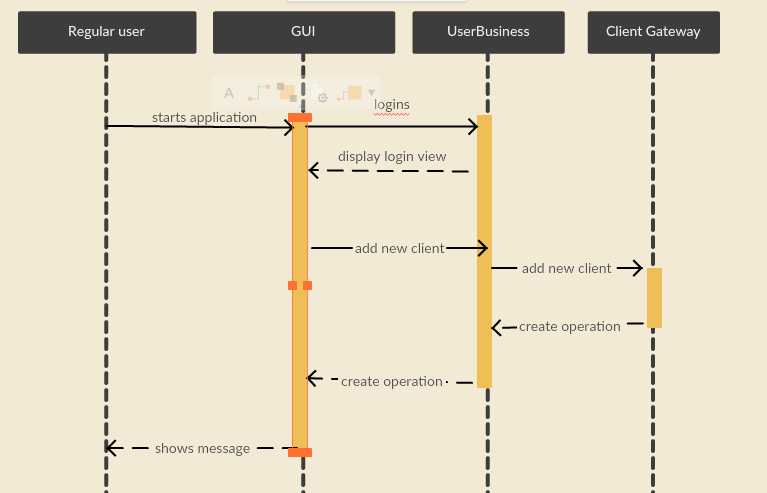 Regular user
GUI
UserBusiness
Client Gateway
A
logins
starts application
display login view
add new client
add new client
create operation
create operation
shows message